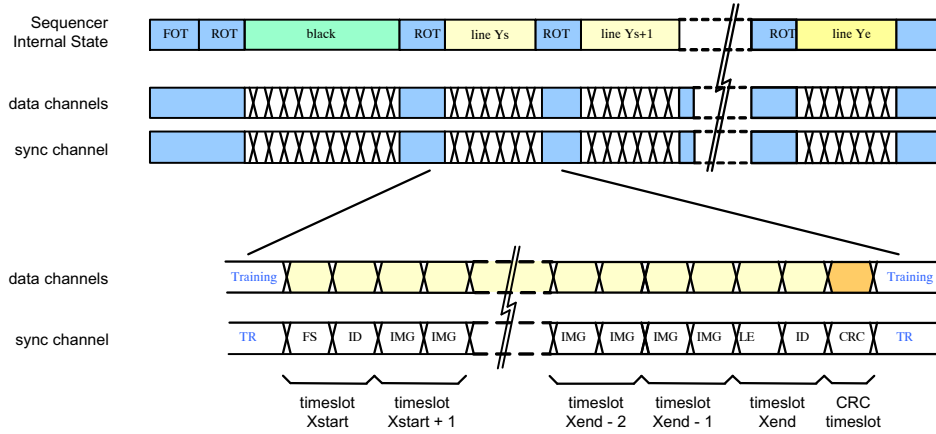 Sequencer
Internal State
FOT ROT black ROT line Ys ROT line Ys+1 ROT line Ye
data channels
sync channel
data channels Training Training
sync channel TR FS ID IMG IMG IMG IMG IMG IMG LE ID CRC TR
timeslot timeslot timeslot timeslot timeslot CRC
Xstart Xstart + 1 Xend - 2 Xend - 1 Xend timeslot